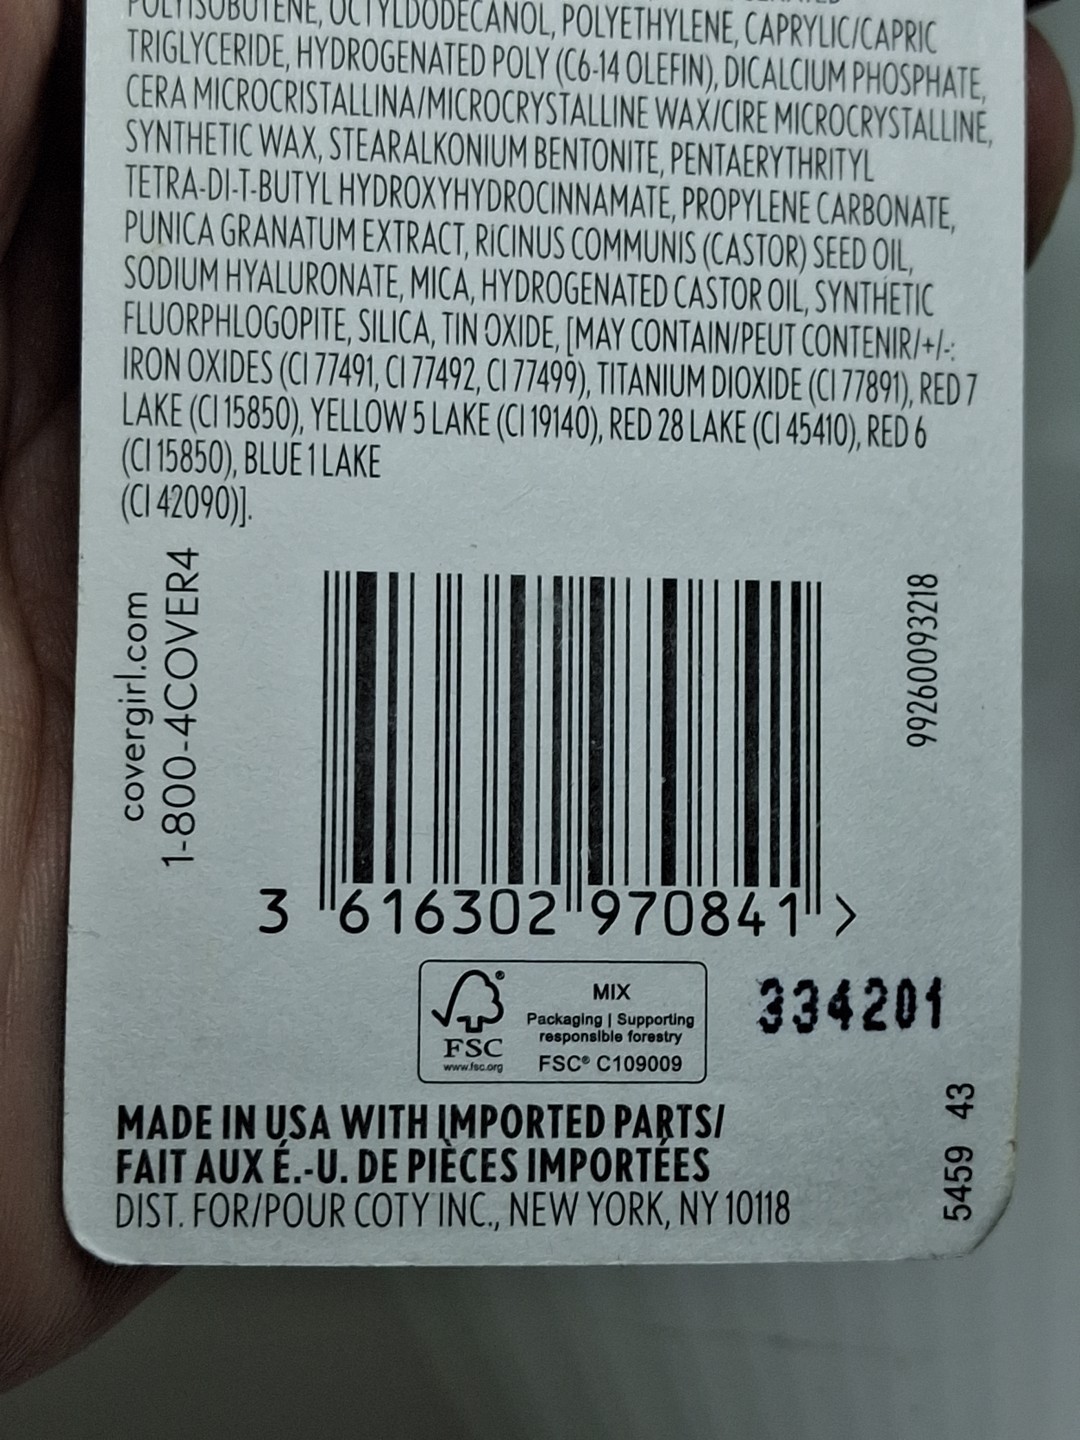 POLYISOBUTENE, OCTYLDODECANOL, POLYETHYLENE, CAPRYLIC/CAPRIC
TRIGLYCERIDE, HYDROGENATED POLY (C6-14 OLEFIN), DICALCIUM PHOSPHATE,
CERA MICROCRISTALLINA/MICROCRYSTALLINE WAX/CIRE MICROCRYSTALLINE,
SYNTHETIC WAX, STEARALKONIUM BENTONITE, PENTAERYTHRITYL
TETRA-DI-T-BUTYL HYDROXYHYDROCINNAMATE, PROPYLENE CARBONATE,
PUNICA GRANATUM EXTRACT, RICINUS COMMUNIS (CASTOR) SEED OIL,
SODIUM HYALURONATE, MICA, HYDROGENATED CASTOR OIL, SYNTHETIC
FLUORPHLOGOPITE, SILICA, TIN OXIDE, [MAY CONTAIN/PEUT CONTENIR/+/-:
IRON OXIDES (CI 77491, CI 77492, CI 77499), TITANIUM DIOXIDE (CI 77891), RED 7
LAKE (CI 15850), YELLOW 5 LAKE (CI 19140), RED 28 LAKE (CI 45410), RED 6
(CI 15850), BLUE 1 LAKE
(CI 42090)].
covergirl.com
1-800-4COVER4
99260093218
3 616302 970841 >
FSC®
www.fsc.org
MIX
Packaging | Supporting
responsible forestry
FSC® C109009
334201
5459 43
MADE IN USA WITH IMPORTED PARTS/
FAIT AUX É.-U. DE PIÈCES IMPORTÉES
DIST. FOR/POUR COTY INC., NEW YORK, NY 10118